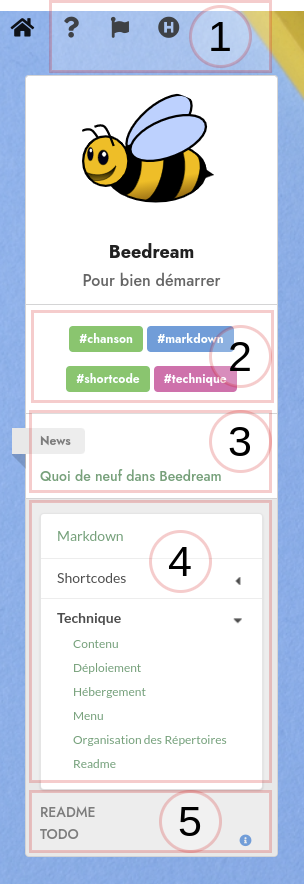 ? H 1
Beedream
Pour bien démarrer
#chanson #markdown
#shortcode #technique
2
News
3
Quoi de neuf dans Beedream
Markdown
Shortcodes
4
Technique
Contenu
Déploiement
Hébergement
Menu
Organisation des Répertoires
Readme
README
TODO
5
i